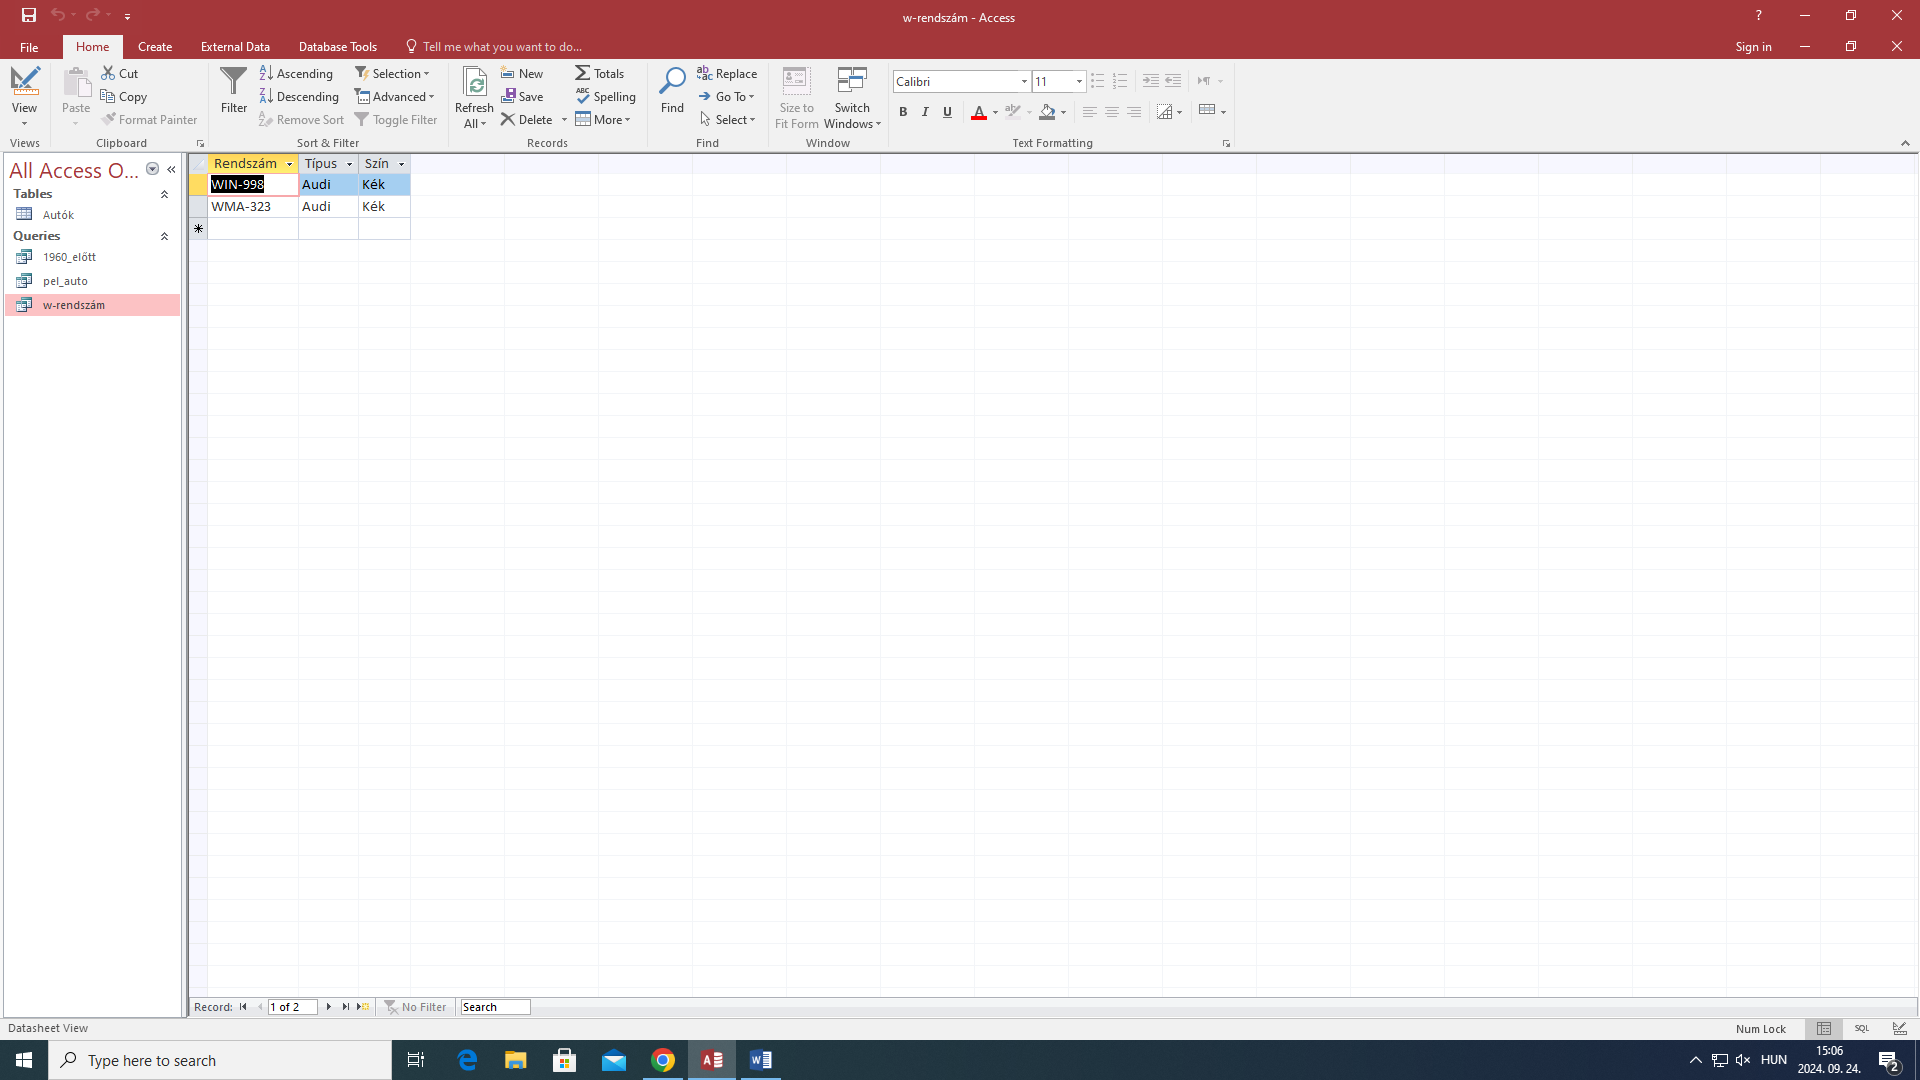 w-rendszám - Access
?
File
Home
Create
External Data
Database Tools
Tell me what you want to do...
Sign in
View
Views
Paste
Cut
Copy
Format Painter
Clipboard
Filter
Ascending
Descending
Remove Sort
Selection
Advanced
Toggle Filter
Sort & Filter
Refresh
All
New
Save
Delete
Totals
Spelling
More
Records
Find
Replace
Go To
Select
Find
Size to
Fit Form
Switch
Windows
Window
Calibri
11
B I U
Text Formatting
All Access O...
Tables
Autók
Queries
1960_előtt
pel_auto
w-rendszám
Rendszám Típus Szín
WIN-998 Audi Kék
WMA-323 Audi Kék
Record: 1 of 2 No Filter Search
Datasheet View
Num Lock
SQL
Type here to search
HUN
15:06
2024. 09. 24.
2